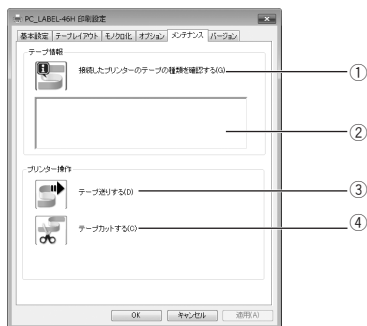 PC_LABEL-46H 印刷設定
基本設定 テープレイアウト モノクロ化 オプション メンテナンス バージョン
テープ情報
接続したプリンターのテープの種類を確認する(G)
①
②
プリンター操作
テープ送りする(D)
③
テープカットする(C)
④
OK キャンセル 適用(A)